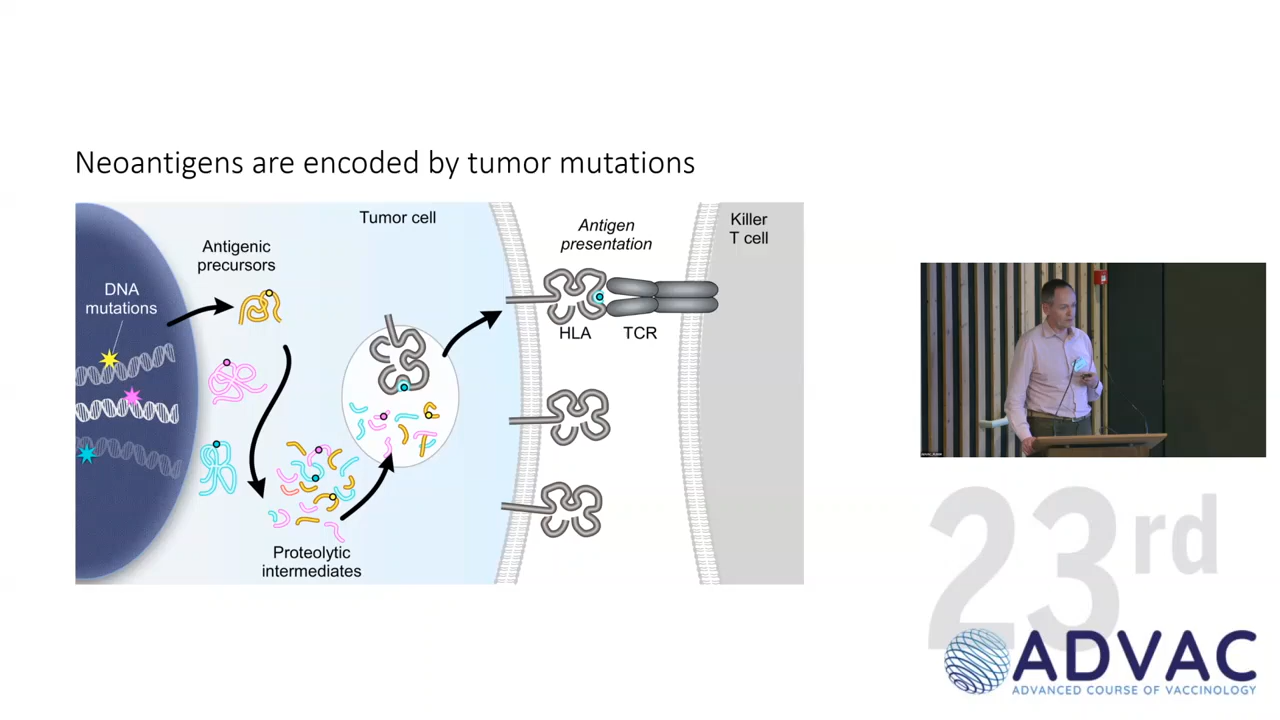 Neoantigens are encoded by tumor mutations
Tumor cell
Antigen
presentation
Killer
T cell
Antigenic
precursors
DNA
mutations
HLA
TCR
Proteolytic
intermediates
23rd
ADVAC
ADVANCED COURSE OF VACCINOLOGY